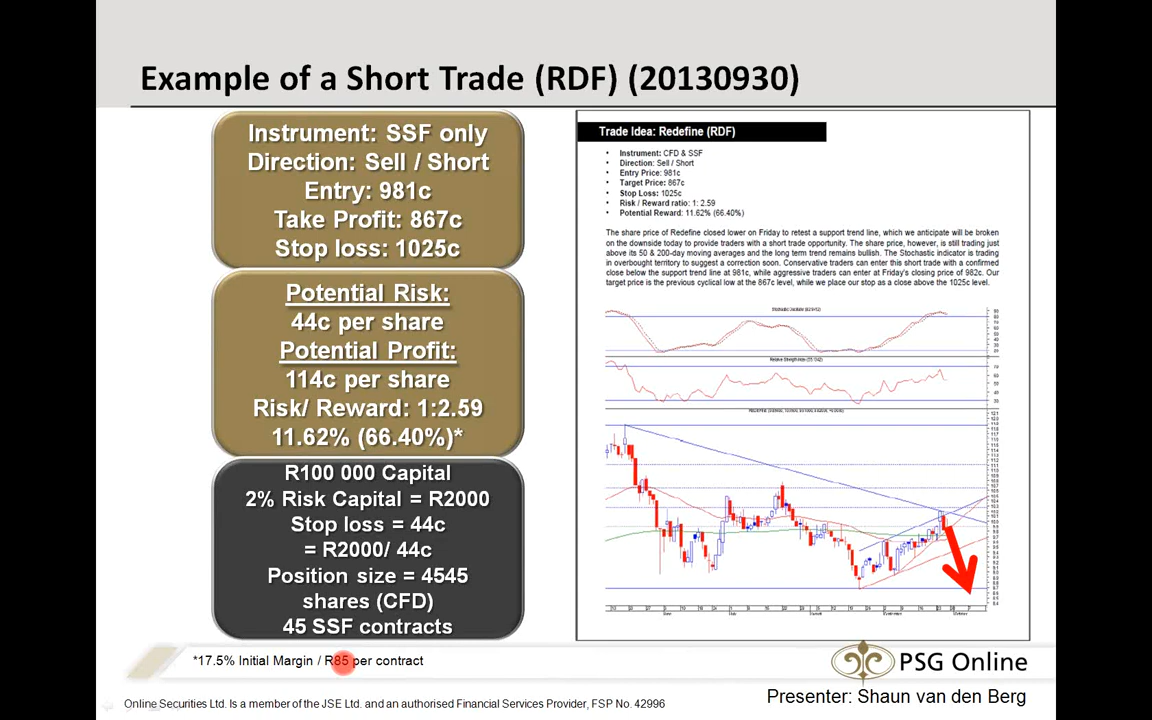 Example of a Short Trade (RDF) (20130930)
Instrument: SSF only
Direction: Sell / Short
Entry: 981c
Take Profit: 867c
Stop loss: 1025c
Potential Risk:
44c per share
Potential Profit:
114c per share
Risk/ Reward: 1:2.59
11.62% (66.40%)*
R100 000 Capital
2% Risk Capital = R2000
Stop loss = 44c
= R2000/ 44c
Position size = 4545
shares (CFD)
45 SSF contracts
Trade Idea: Redefine (RDF)
• Instrument: CFD & SSF
• Direction: Sell / Short
• Entry Price: 981c
• Target Price: 867c
• Stop Loss: 1025c
• Risk / Reward ratio: 1: 2.59
• Potential Reward: 11.62% (66.40%)
The share price of Redefine closed lower on Friday to retest a support trend line, which we anticipate will be broken
on the downside today to provide traders with a short trade opportunity. The share price, however, is still trading just
above its 50 & 200-day moving averages and the long term trend remains bullish. The Stochastic indicator is trading
in overbought territory to suggest a correction soon. Conservative traders can enter this short trade with a confirmed
close below the support trend line at 981c, while aggressive traders can enter at Friday's closing price of 982c. Our
target price is the previous cyclical low at the 867c level, while we place our stop as a close above the 1025c level.
*17.5% Initial Margin / R85 per contract
PSG Online
Presenter: Shaun van den Berg
Online Securities Ltd. Is a member of the JSE Ltd. and an authorised Financial Services Provider, FSP No. 42996